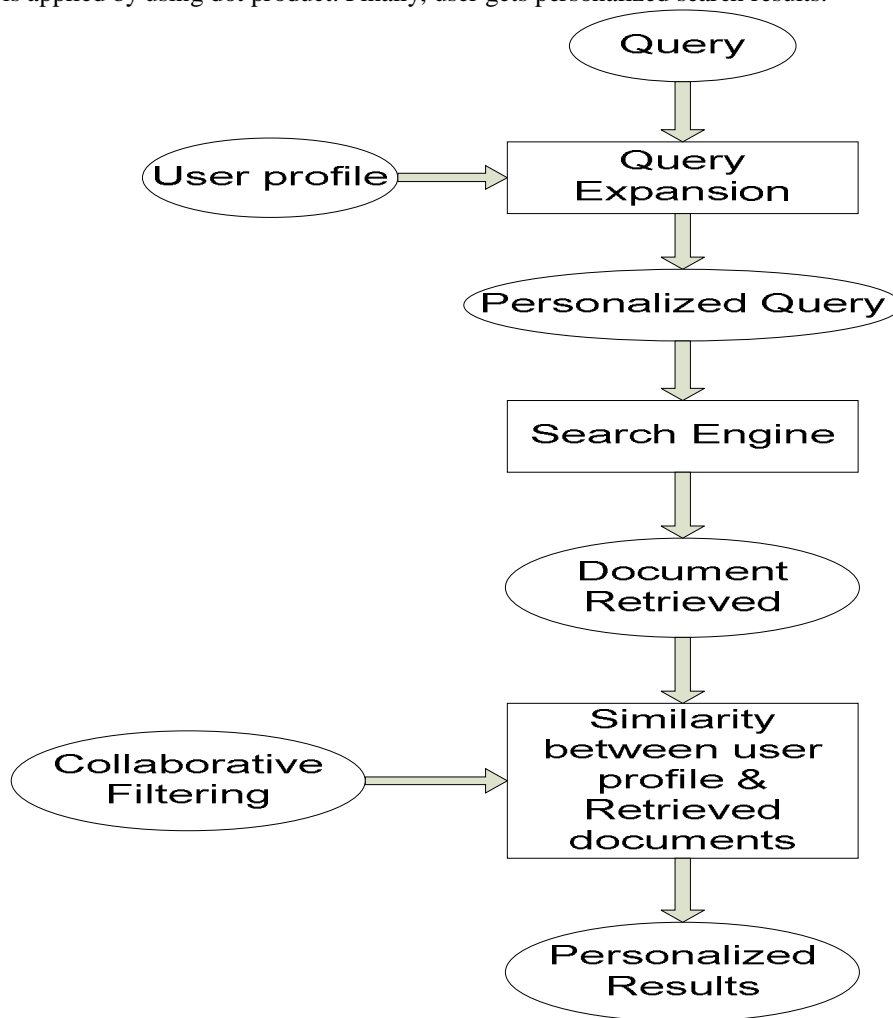 is applied by using dot product. Finally, user gets personalized search results.
Query
User profile
Query
Expansion
Personalized Query
Search Engine
Document
Retrieved
Collaborative
Filtering
Similarity
between user
profile &
Retrieved
documents
Personalized
Results